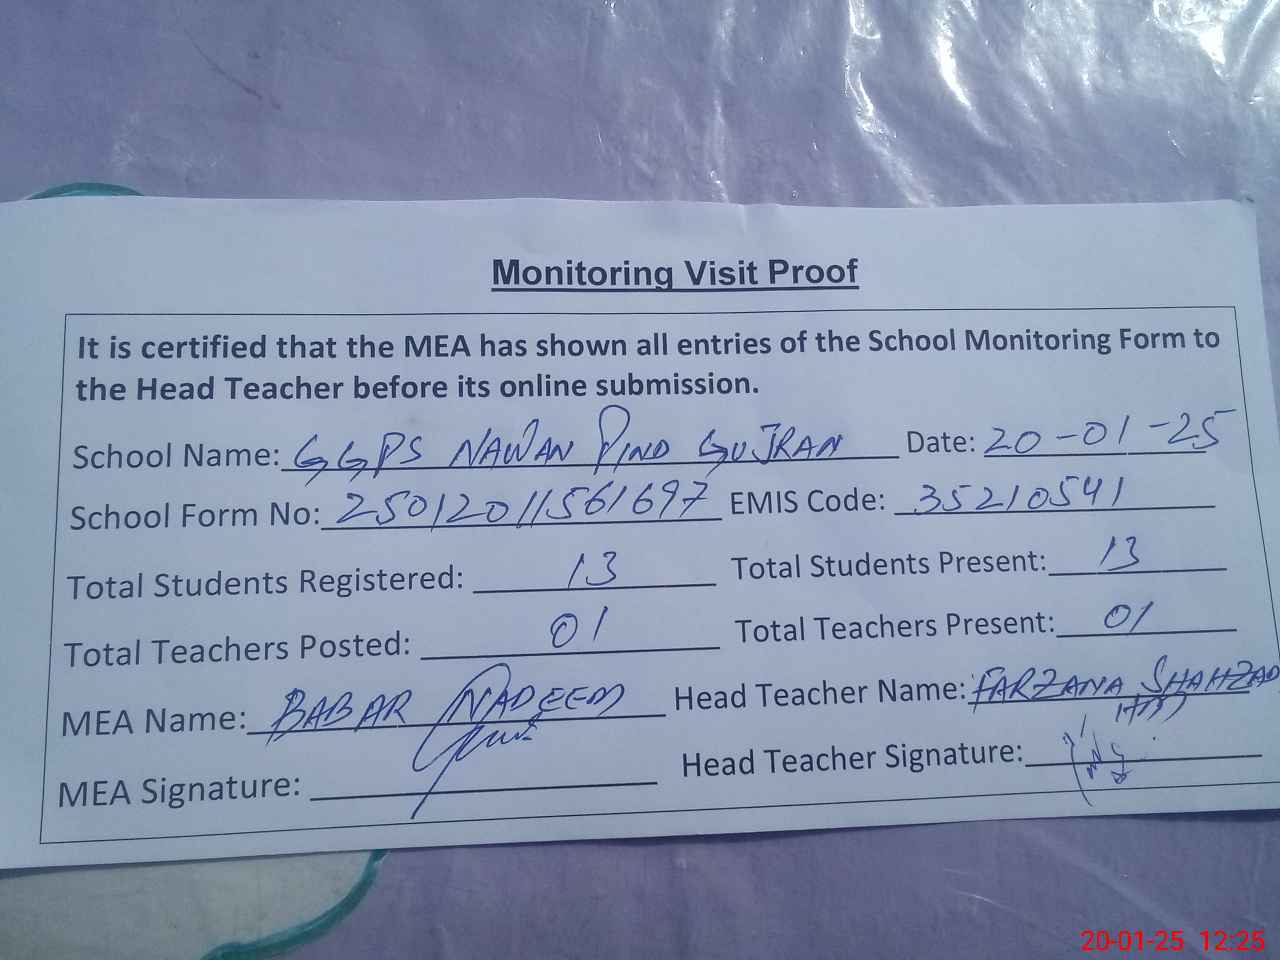 Monitoring Visit Proof
It is certified that the MEA has shown all entries of the School Monitoring Form to
the Head Teacher before its online submission.
School Name: GGPS NAWAN PIND GUJRAN Date: 20-01-25
School Form No: 25012011561697 EMIS Code: 35210541
Total Students Registered: 13 Total Students Present: 13
Total Teachers Posted: 01 Total Teachers Present: 01
MEA Name: BABAR NADEEM Head Teacher Name: FARZANA SHAHZAD
MEA Signature: Head Teacher Signature:
20-01-25 12:25